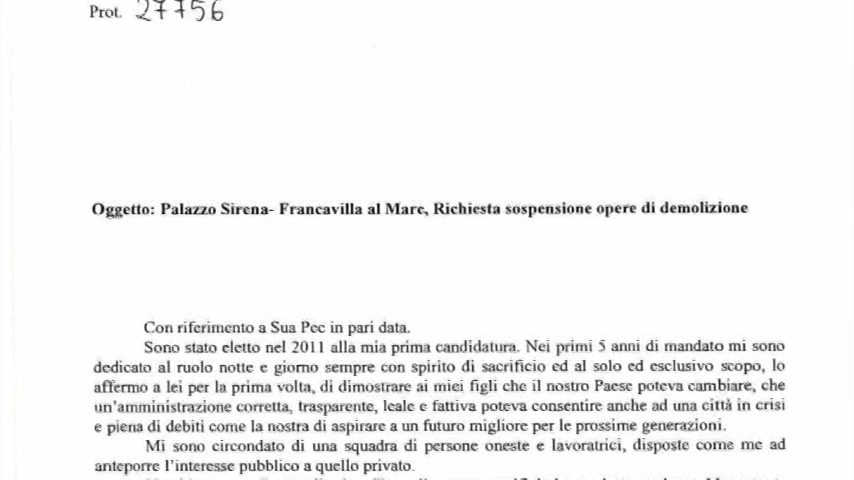 Prot. 27756
Oggetto: Palazzo Sirena- Francavilla al Mare, Richiesta sospensione opere di demolizione
Con riferimento a Sua Pec in pari data.
Sono stato eletto nel 2011 alla mia prima candidatura. Nei primi 5 anni di mandato mi sono
dedicato al ruolo notte e giorno sempre con spirito di sacrificio ed al solo ed esclusivo scopo, lo
affermo a lei per la prima volta, di dimostrare ai miei figli che il nostro Paese poteva cambiare, che
un'amministrazione corretta, trasparente, leale e fattiva poteva consentire anche ad una città in crisi
e piena di debiti come la nostra di aspirare a un futuro migliore per le prossime generazioni.
Mi sono circondato di una squadra di persone oneste e lavoratrici, disposte come me ad
anteporre l'interesse pubblico a quello privato.